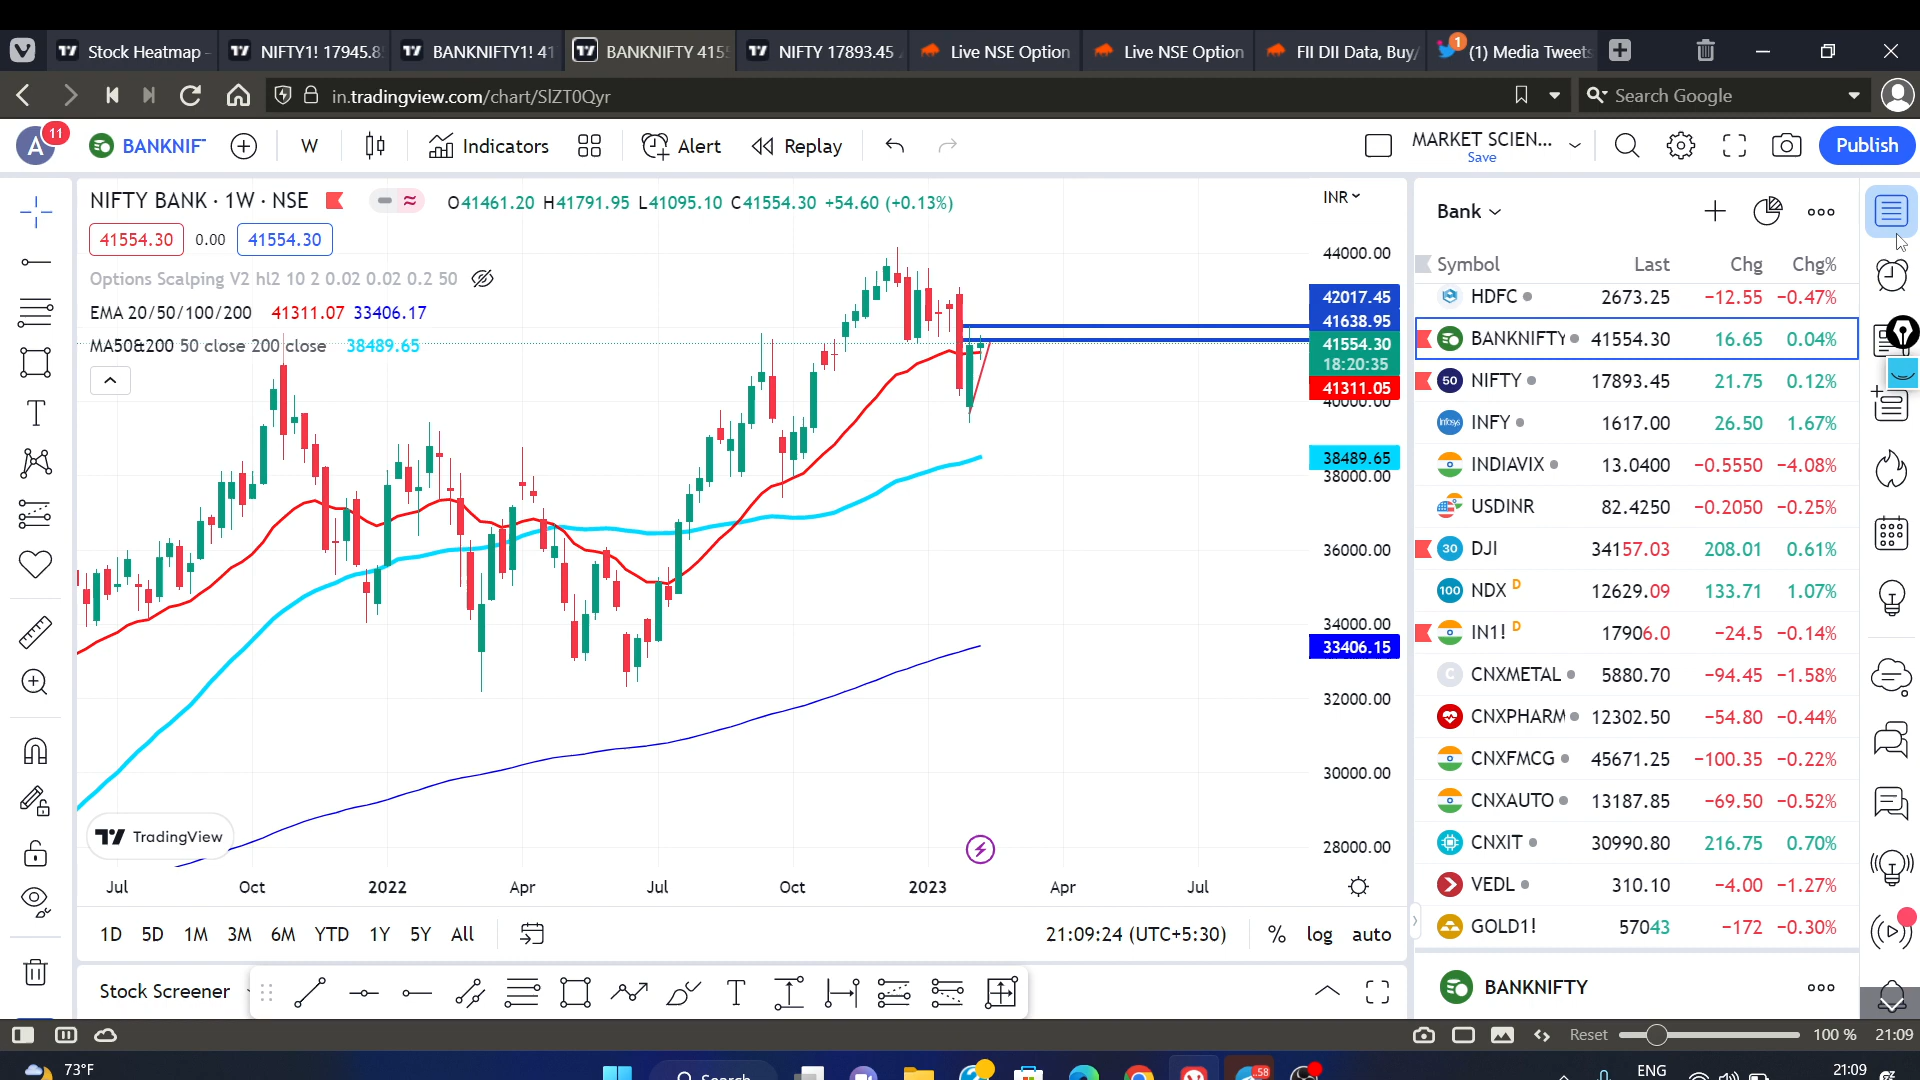 Stock Heatmap -
NIFTY1! 17945.8
BANKNIFTY1! 41
BANKNIFTY 4155
NIFTY 17893.45
Live NSE Option
Live NSE Option
FII DII Data, Buy/
1
(1) Media Tweets
in.tradingview.com/chart/SlZT0Qyr
Search Google
A
11
BANKNIF
W
Indicators
Alert
Replay
MARKET SCIEN...
Save
Publish
NIFTY BANK · 1W · NSE
O41461.20 H41791.95 L41095.10 C41554.30 +54.60 (+0.13%)
INR
41554.30
0.00
41554.30
Options Scalping V2 hl2 10 2 0.02 0.02 0.2 50
EMA 20/50/100/200 41311.07 33406.17
MA50&200 50 close 200 close 38489.65
44000.00
42017.45
41638.95
41554.30
18:20:35
41311.05
40000.00
38489.65
38000.00
36000.00
34000.00
33406.15
32000.00
30000.00
28000.00
TradingView
Jul
Oct
2022
Apr
Jul
Oct
2023
Apr
Jul
1D
5D
1M
3M
6M
YTD
1Y
5Y
All
21:09:24 (UTC+5:30)
%
log
auto
Stock Screener
Bank
Symbol Last Chg Chg%
HDFC 2673.25 −12.55 −0.47%
BANKNIFTY 41554.30 16.65 0.04%
50 NIFTY 17893.45 21.75 0.12%
Infosys INFY 1617.00 26.50 1.67%
INDIAVIX 13.0400 −0.5550 −4.08%
USDINR 82.4250 −0.2050 −0.25%
30 DJI 34157.03 208.01 0.61%
100 NDX D 12629.09 133.71 1.07%
IN1! D 17906.0 −24.5 −0.14%
C CNXMETAL 5880.70 −94.45 −1.58%
CNXPHARM 12302.50 −54.80 −0.44%
CNXFMCG 45671.25 −100.35 −0.22%
CNXAUTO 13187.85 −69.50 −0.52%
CNXIT 30990.80 216.75 0.70%
VEDL 310.10 −4.00 −1.27%
GOLD1! 57043 −172 −0.30%
BANKNIFTY
Reset
100 %
21:09
73°F
Search
58
ENG
21:09